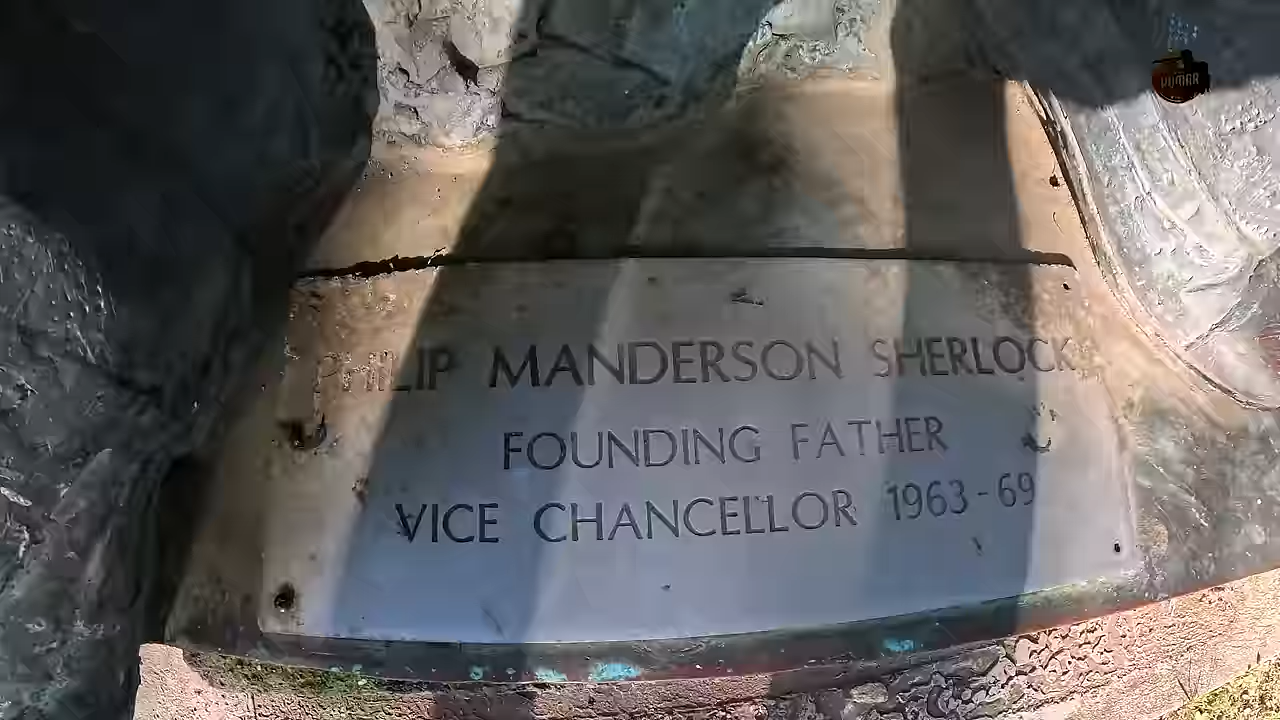 PHILIP MANDERSON SHERLOCK
FOUNDING FATHER
VICE CHANCELLOR 1963-69